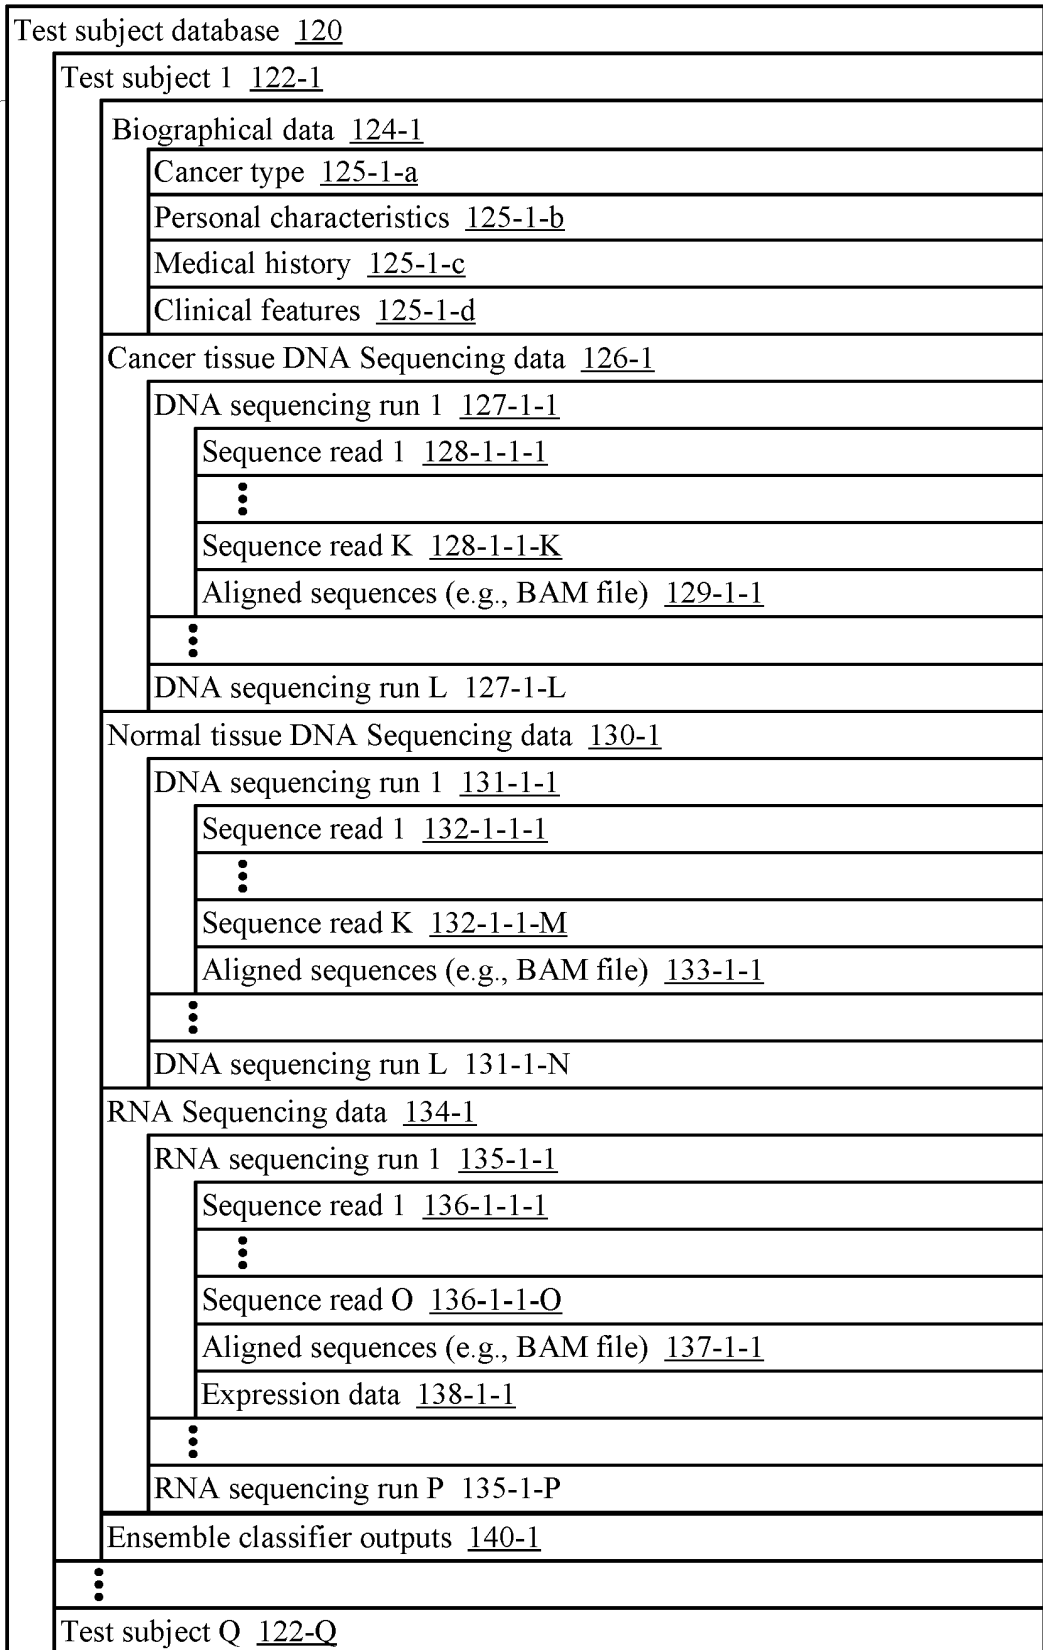 Test subject database 120
Test subject 1 122-1
Biographical data 124-1
Cancer type 125-1-a
Personal characteristics 125-1-b
Medical history 125-1-c
Clinical features 125-1-d
Cancer tissue DNA Sequencing data 126-1
DNA sequencing run 1 127-1-1
Sequence read 1 128-1-1-1
Sequence read K 128-1-1-K
Aligned sequences (e.g., BAM file) 129-1-1
DNA sequencing run L 127-1-L
Normal tissue DNA Sequencing data 130-1
DNA sequencing run 1 131-1-1
Sequence read 1 132-1-1-1
Sequence read K 132-1-1-M
Aligned sequences (e.g., BAM file) 133-1-1
DNA sequencing run L 131-1-N
RNA Sequencing data 134-1
RNA sequencing run 1 135-1-1
Sequence read 1 136-1-1-1
Sequence read O 136-1-1-O
Aligned sequences (e.g., BAM file) 137-1-1
Expression data 138-1-1
RNA sequencing run P 135-1-P
Ensemble classifier outputs 140-1
Test subject Q 122-Q